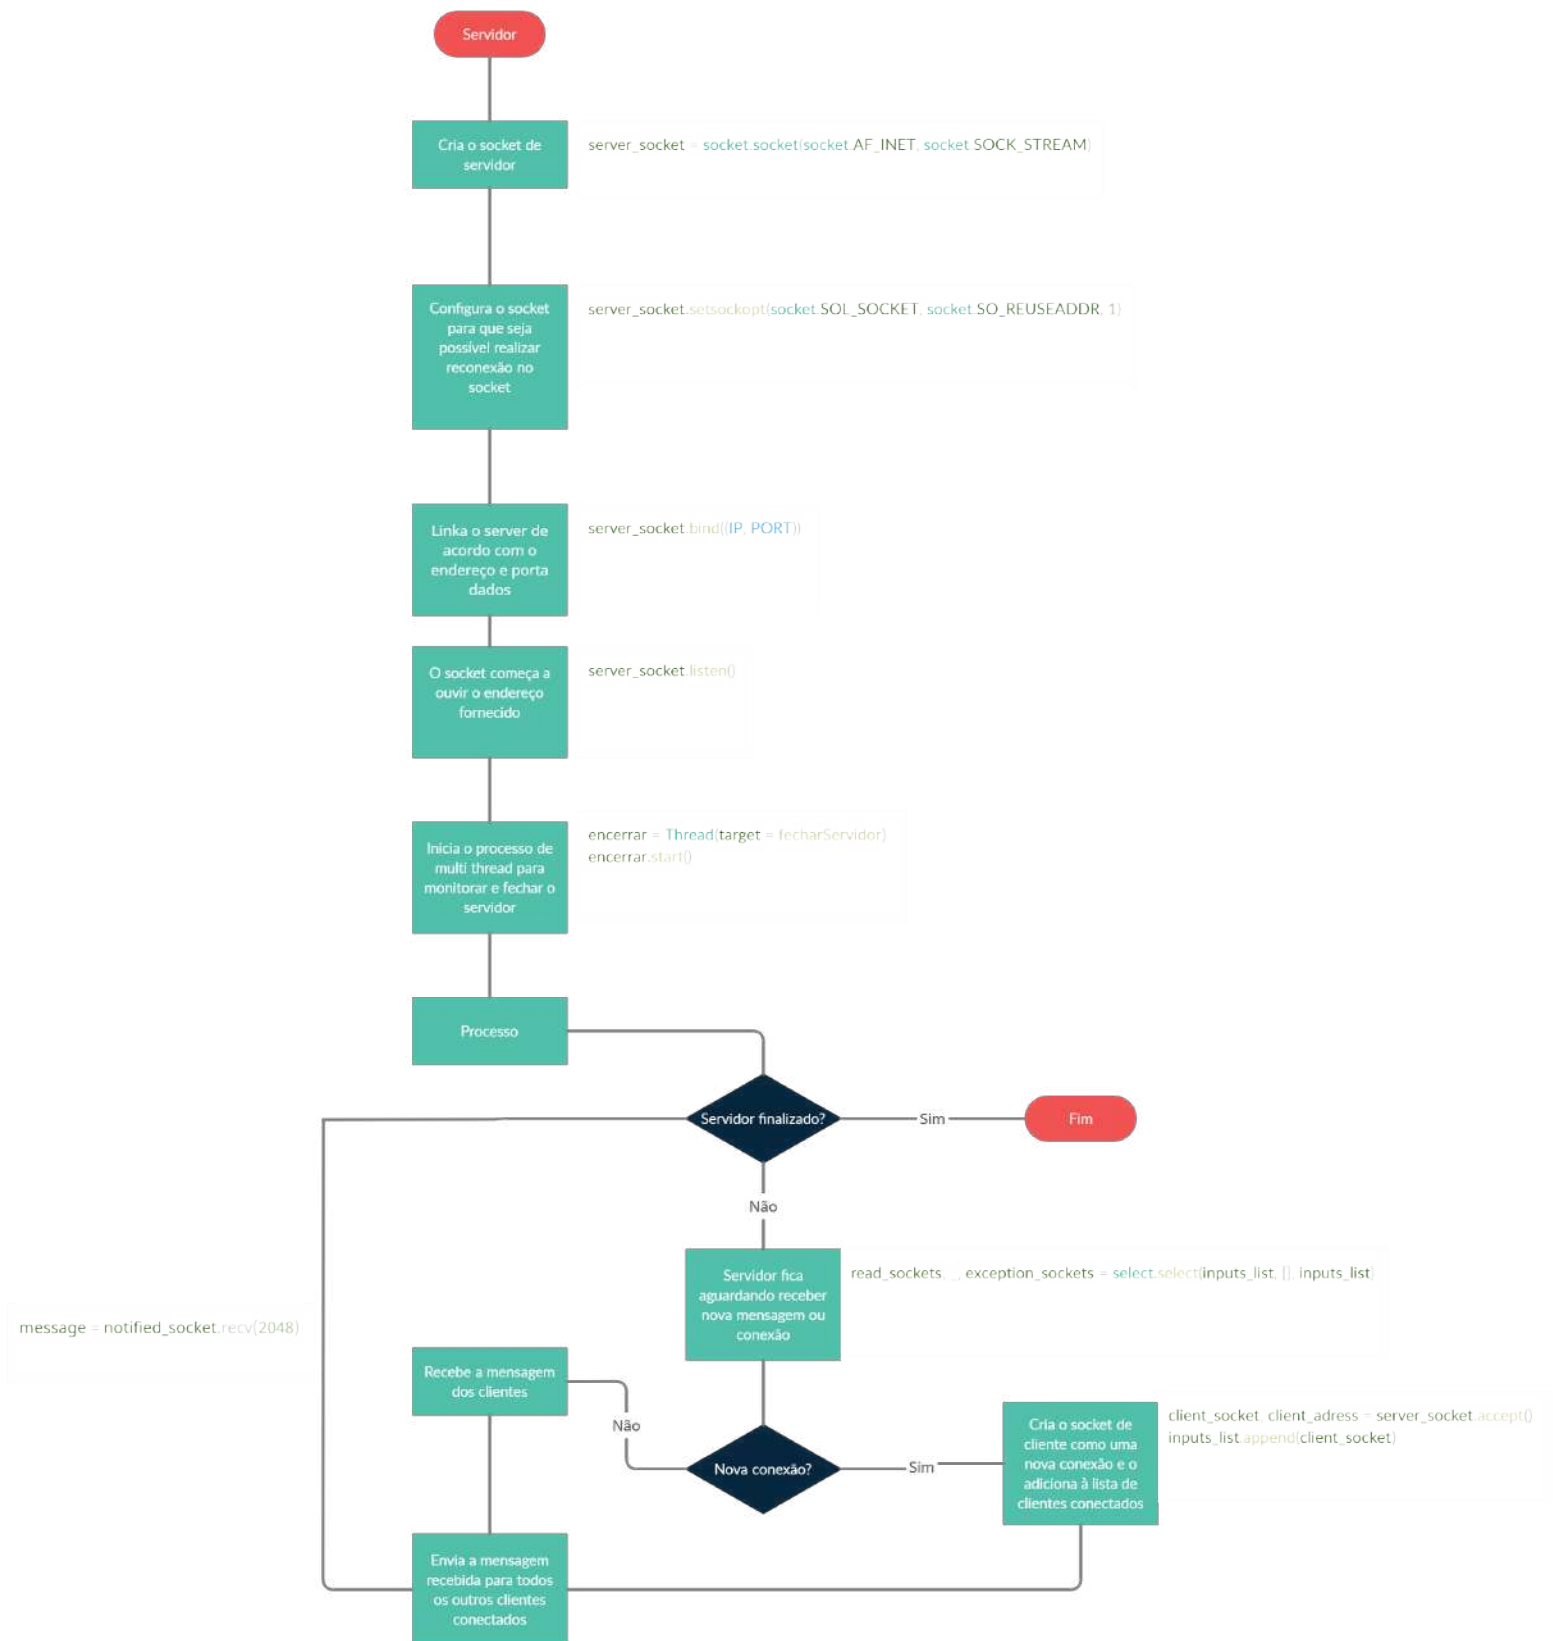 Servidor
Cria o socket de
servidor
server_socket = socket.socket(socket.AF_INET, socket.SOCK_STREAM)
Configura o socket
para que seja
possível realizar
reconexão no
socket
server_socket.setsockopt(socket.SOL_SOCKET, socket.SO_REUSEADDR, 1)
Linka o server de
acordo com o
endereço e porta
dados
server_socket.bind((IP, PORT))
O socket começa a
ouvir o endereço
fornecido
server_socket.listen()
Inicia o processo de
multi thread para
monitorar e fechar o
servidor
encerrar = Thread(target = fecharServidor)
encerrar.start()
Processo
Servidor finalizado?
Sim
Fim
Não
Servidor fica
aguardando receber
nova mensagem ou
conexão
read_sockets, _, exception_sockets = select.select(inputs_list, [], inputs_list)
message = notified_socket.recv(2048)
Recebe a mensagem
dos clientes
Não
Nova conexão?
Sim
Cria o socket de
cliente como uma
nova conexão e o
adiciona à lista de
clientes conectados
client_socket, client_adress = server_socket.accept()
inputs_list.append(client_socket)
Envia a mensagem
recebida para todos
os outros clientes
conectados